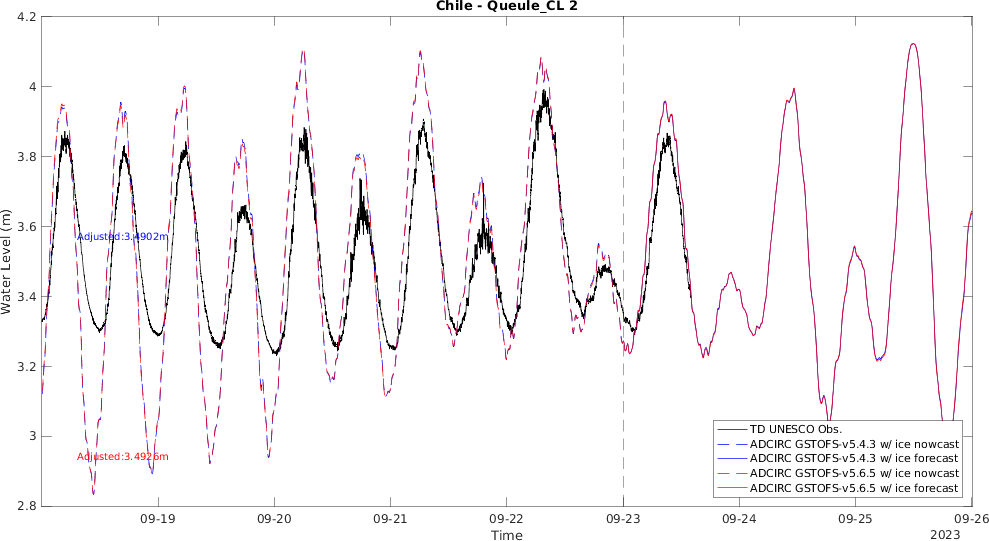 Chile - Queule_CL 2
4.2
4
3.8
3.6
3.4
3.2
3
2.8
Water Level (m)
Adjusted:3.4902m
Adjusted:3.4926m
TD UNESCO Obs.
ADCIRC GSTOFS-v5.4.3 w/ ice nowcast
ADCIRC GSTOFS-v5.4.3 w/ ice forecast
ADCIRC GSTOFS-v5.6.5 w/ ice nowcast
ADCIRC GSTOFS-v5.6.5 w/ ice forecast
09-19 09-20 09-21 09-22 09-23 09-24 09-25 09-26
Time
2023